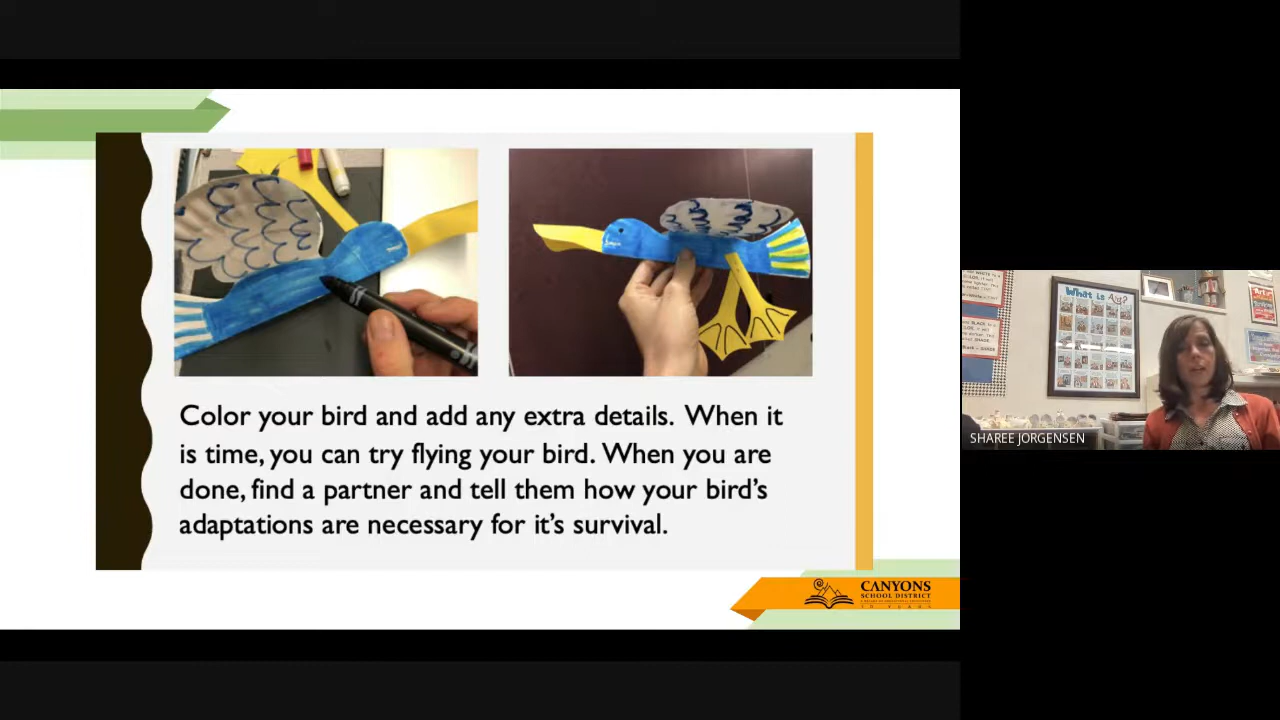 Color your bird and add any extra details. When it
is time, you can try flying your bird. When you are
done, find a partner and tell them how your bird's
adaptations are necessary for it's survival.
CANYONS
SCHOOL DISTRICT
What is Art?
SHAREE JORGENSEN